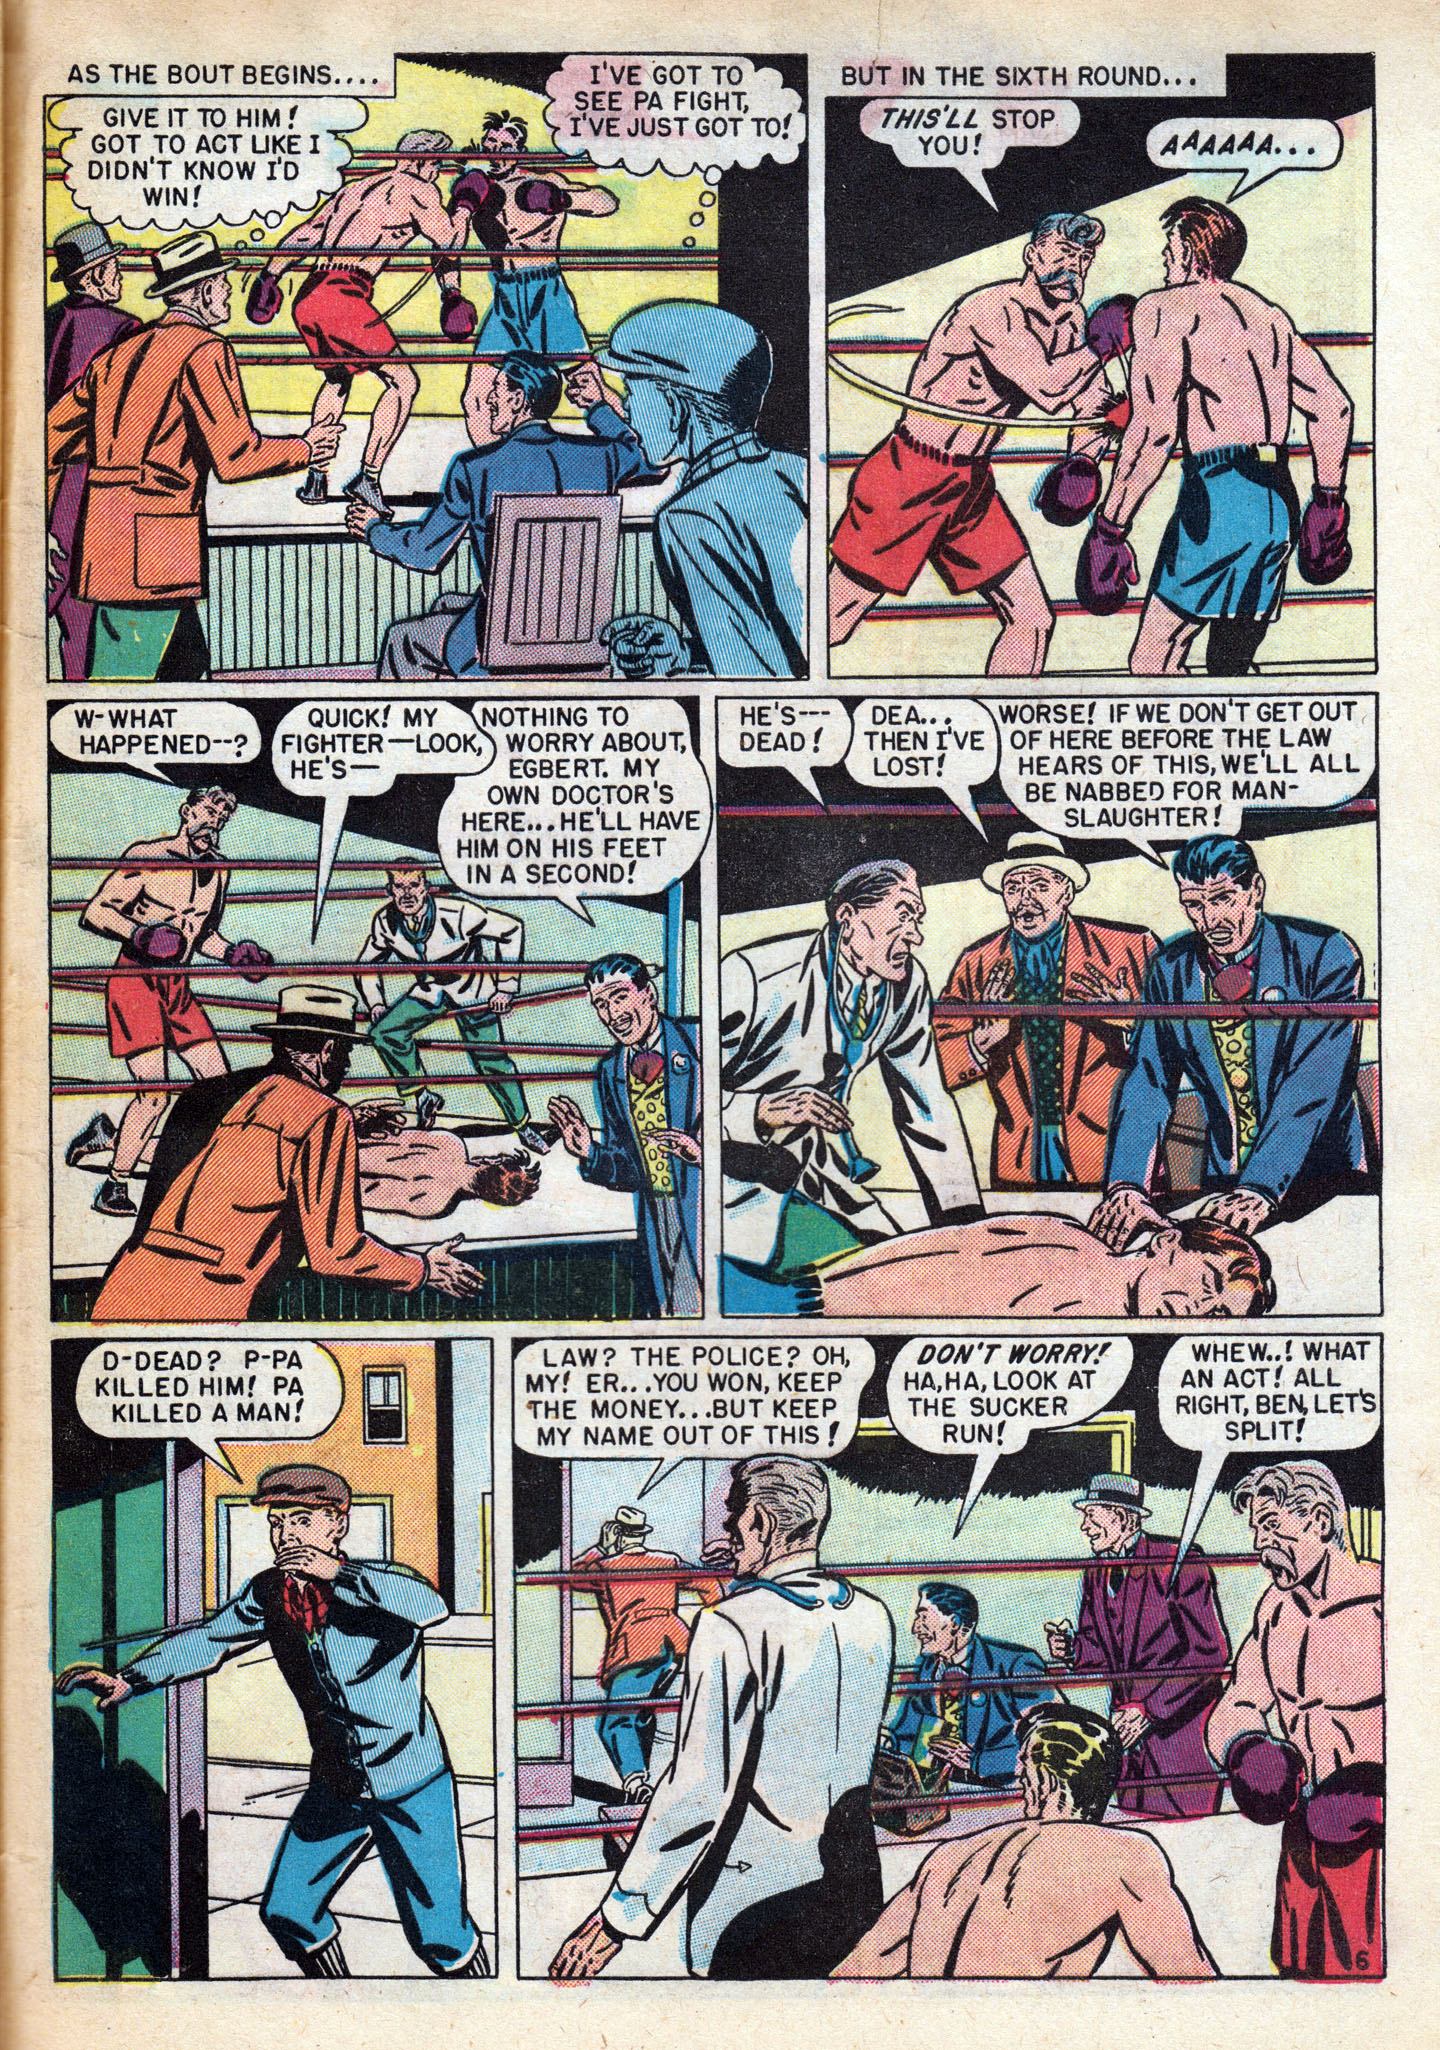 AS THE BOUT BEGINS....
GIVE IT TO HIM!
GOT TO ACT LIKE I
DIDN'T KNOW I'D
WIN!
I'VE GOT TO
SEE PA FIGHT,
I'VE JUST GOT TO!
BUT IN THE SIXTH ROUND...
THIS'LL STOP
YOU!
AAAAAA...
W-WHAT
HAPPENED--?
QUICK! MY
FIGHTER—LOOK,
HE'S—
NOTHING TO
WORRY ABOUT,
EGBERT. MY
OWN DOCTOR'S
HERE...HE'LL HAVE
HIM ON HIS FEET
IN A SECOND!
HE'S---
DEAD!
DEA...
THEN I'VE
LOST!
WORSE! IF WE DON'T GET OUT
OF HERE BEFORE THE LAW
HEARS OF THIS, WE'LL ALL
BE NABBED FOR MAN-
SLAUGHTER!
D-DEAD? P-PA
KILLED HIM! PA
KILLED A MAN!
LAW? THE POLICE? OH,
MY! ER...YOU WON, KEEP
THE MONEY...BUT KEEP
MY NAME OUT OF THIS!
DON'T WORRY!
HA, HA, LOOK AT
THE SUCKER
RUN!
WHEW..! WHAT
AN ACT! ALL
RIGHT, BEN, LET'S
SPLIT!
6